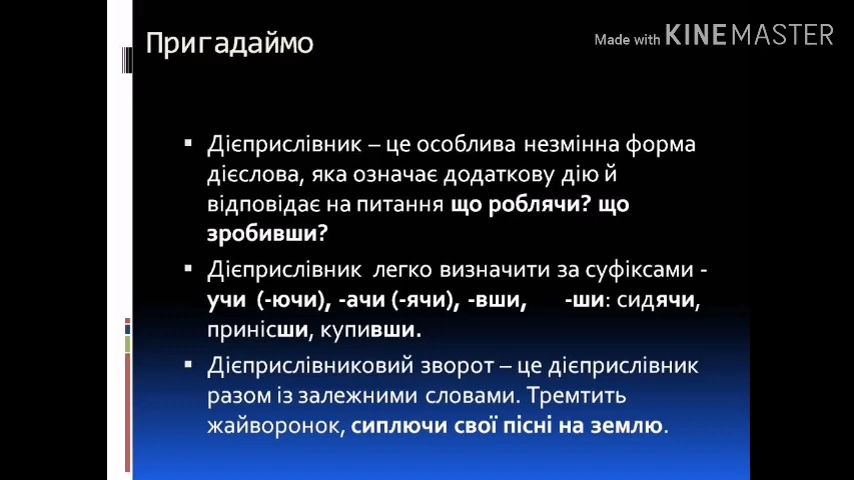 Пригадаймо
Made with KINEMASTER
▪ Дієприслівник – це особлива незмінна форма
дієслова, яка означає додаткову дію й
відповідає на питання що роблячи? що
зробивши?
▪ Дієприслівник легко визначити за суфіксами -
учи (-ючи), -ачи (-ячи), -вши, -ши: сидячи,
принісши, купивши.
▪ Дієприслівниковий зворот – це дієприслівник
разом із залежними словами. Тремтить
жайворонок, сиплючи свої пісні на землю.